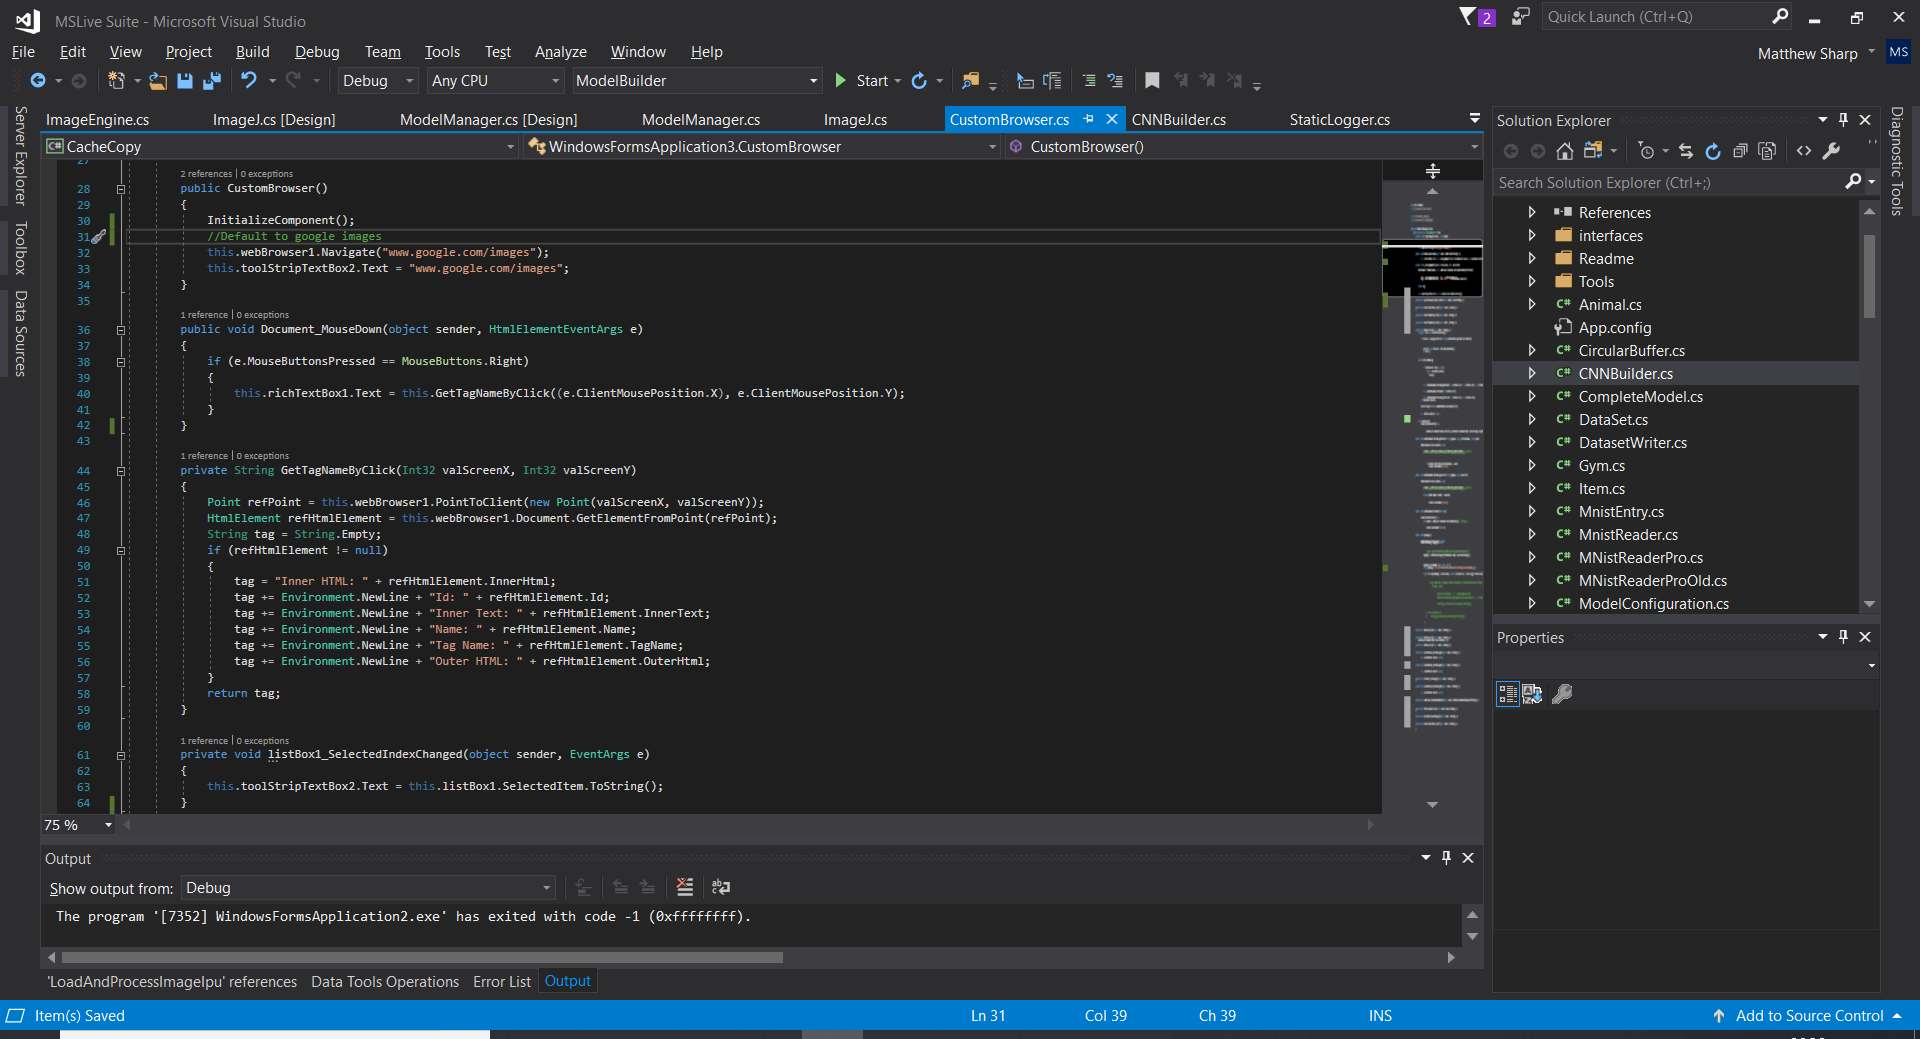 MSLive Suite - Microsoft Visual Studio
2
Quick Launch (Ctrl+Q)
File Edit View Project Build Debug Team Tools Test Analyze Window Help
Matthew Sharp MS
Debug Any CPU ModelBuilder Start
Server Explorer
Toolbox
Data Sources
ImageEngine.cs ImageJ.cs [Design] ModelManager.cs [Design] ModelManager.cs ImageJ.cs CustomBrowser.cs CNNBuilder.cs StaticLogger.cs
C# CacheCopy WindowsFormsApplication3.CustomBrowser CustomBrowser()
27
2 references | 0 exceptions
28 public CustomBrowser()
29 {
30 InitializeComponent();
31 //Default to google images
32 this.webBrowser1.Navigate("www.google.com/images");
33 this.toolStripTextBox2.Text = "www.google.com/images";
34 }
35
1 reference | 0 exceptions
36 public void Document_MouseDown(object sender, HtmlElementEventArgs e)
37 {
38 if (e.MouseButtonsPressed == MouseButtons.Right)
39 {
40 this.richTextBox1.Text = this.GetTagNameByClick((e.ClientMousePosition.X), e.ClientMousePosition.Y);
41 }
42 }
43
1 reference | 0 exceptions
44 private String GetTagNameByClick(Int32 valScreenX, Int32 valScreenY)
45 {
46 Point refPoint = this.webBrowser1.PointToClient(new Point(valScreenX, valScreenY));
47 HtmlElement refHtmlElement = this.webBrowser1.Document.GetElementFromPoint(refPoint);
48 String tag = String.Empty;
49 if (refHtmlElement != null)
50 {
51 tag = "Inner HTML: " + refHtmlElement.InnerHtml;
52 tag += Environment.NewLine + "Id: " + refHtmlElement.Id;
53 tag += Environment.NewLine + "Inner Text: " + refHtmlElement.InnerText;
54 tag += Environment.NewLine + "Name: " + refHtmlElement.Name;
55 tag += Environment.NewLine + "Tag Name: " + refHtmlElement.TagName;
56 tag += Environment.NewLine + "Outer HTML: " + refHtmlElement.OuterHtml;
57 }
58 return tag;
59 }
60
1 reference | 0 exceptions
61 private void listBox1_SelectedIndexChanged(object sender, EventArgs e)
62 {
63 this.toolStripTextBox2.Text = this.listBox1.SelectedItem.ToString();
64 }
75 %
Output
Show output from: Debug
The program '[7352] WindowsFormsApplication2.exe' has exited with code -1 (0xffffffff).
'LoadAndProcessImageIpu' references Data Tools Operations Error List Output
Solution Explorer
Search Solution Explorer (Ctrl+;)
References
interfaces
Readme
Tools
C# Animal.cs
App.config
C# CircularBuffer.cs
C# CNNBuilder.cs
C# CompleteModel.cs
C# DataSet.cs
C# DatasetWriter.cs
C# Gym.cs
C# Item.cs
C# MnistEntry.cs
C# MnistReader.cs
C# MNistReaderPro.cs
C# MNistReaderProOld.cs
C# ModelConfiguration.cs
Properties
Diagnostic Tools
Item(s) Saved Ln 31 Col 39 Ch 39 INS Add to Source Control